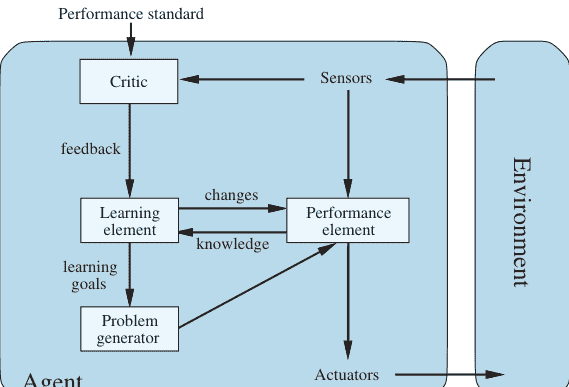 Performance standard
Critic
Sensors
feedback
changes
Learning
element
Performance
element
knowledge
learning
goals
Problem
generator
Environment
Agent
Actuators